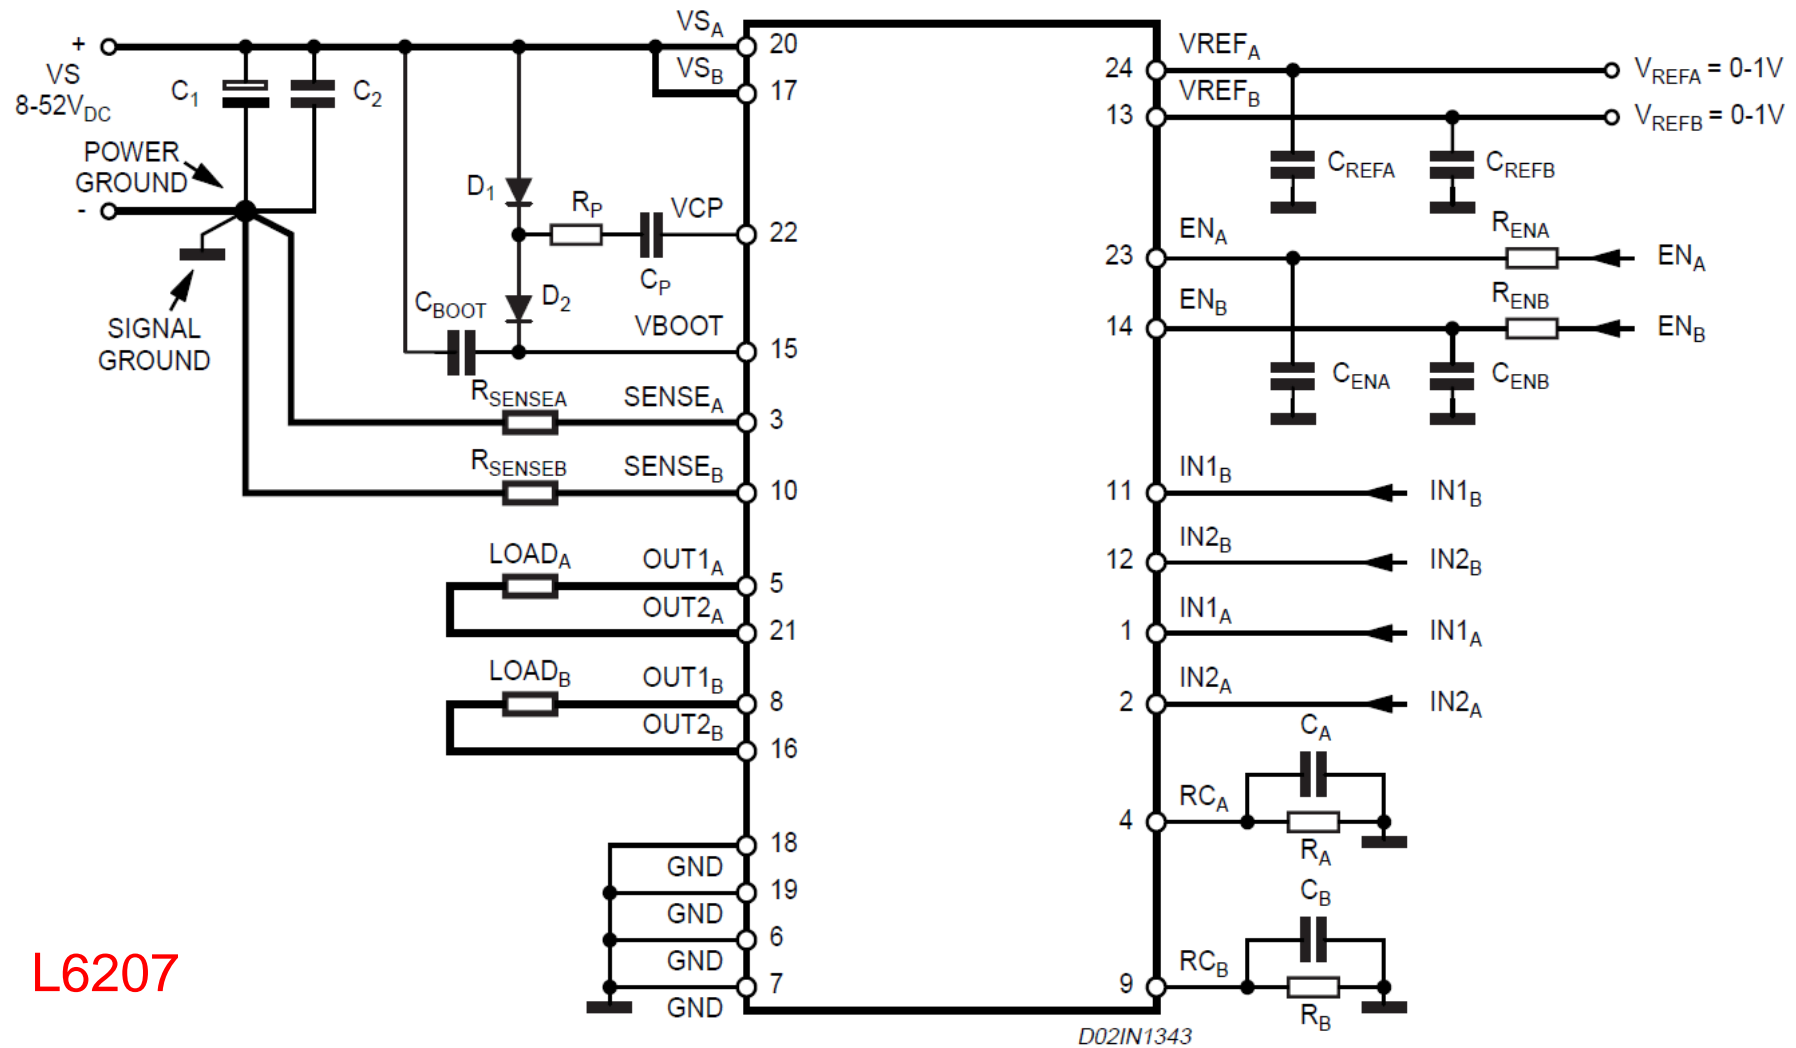 +
VS
8-52VDC
C1
C2
POWER
GROUND
-
SIGNAL
GROUND
VSA
20
VSB
17
D1
RP
VCP
22
CP
CBOOT
D2
VBOOT
15
RSENSEA
SENSEA
3
RSENSEB
SENSEB
10
LOADA
OUT1A
5
OUT2A
21
LOADB
OUT1B
8
OUT2B
16
18
GND
19
GND
6
GND
7
GND
24
VREFA
VREFA = 0-1V
13
VREFB
VREFB = 0-1V
CREFA
CREFB
23
ENA
RENA
ENA
14
ENB
RENB
ENB
CENA
CENB
11
IN1B
IN1B
12
IN2B
IN2B
1
IN1A
IN1A
2
IN2A
IN2A
CA
4
RCA
RA
CB
9
RCB
RB
D02IN1343
L6207